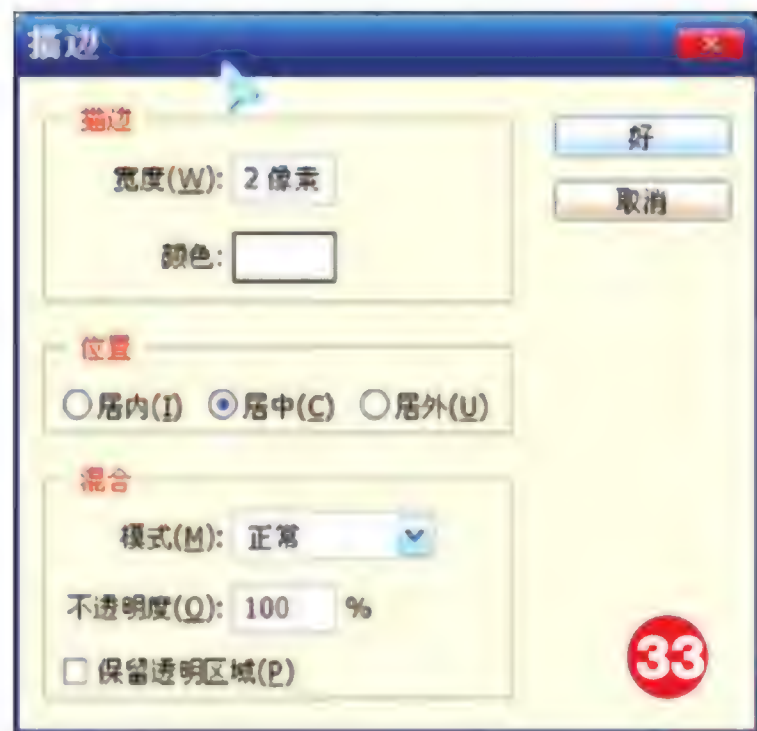 描边
描边
宽度(W): 2 像素
颜色:
好
取消
位置
居内(I) 居中(C) 居外(U)
混合
模式(M): 正常
不透明度(O): 100 %
保留透明区域(P)
33